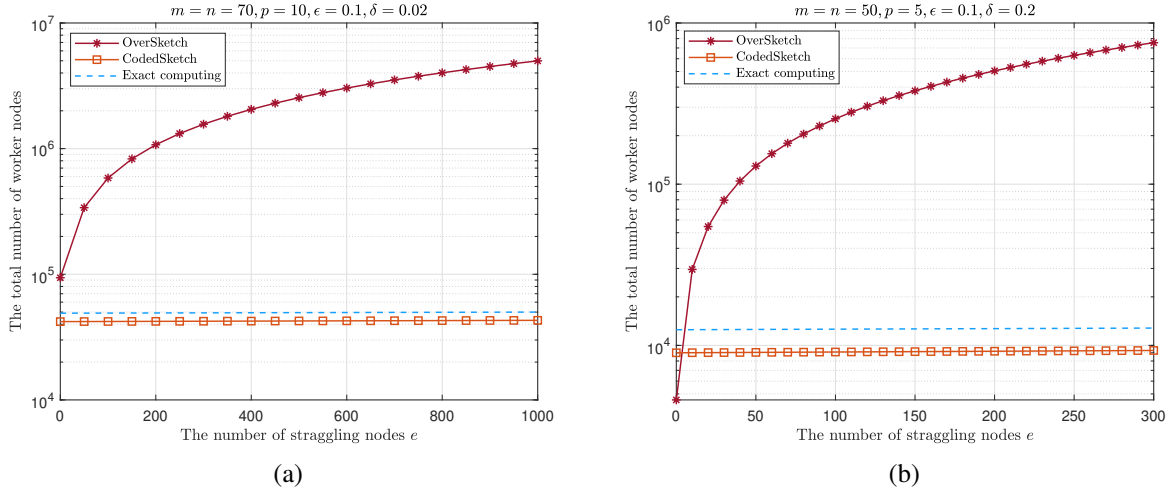 m = n = 70, p = 10, ϵ = 0.1, δ = 0.02
10^7
10^6
10^5
10^4
The total number of worker nodes
OverSketch
CodedSketch
Exact computing
0 200 400 600 800 1000
The number of straggling nodes e
(a)
m = n = 50, p = 5, ϵ = 0.1, δ = 0.2
10^6
10^5
10^4
The total number of worker nodes
OverSketch
CodedSketch
Exact computing
0 50 100 150 200 250 300
The number of straggling nodes e
(b)